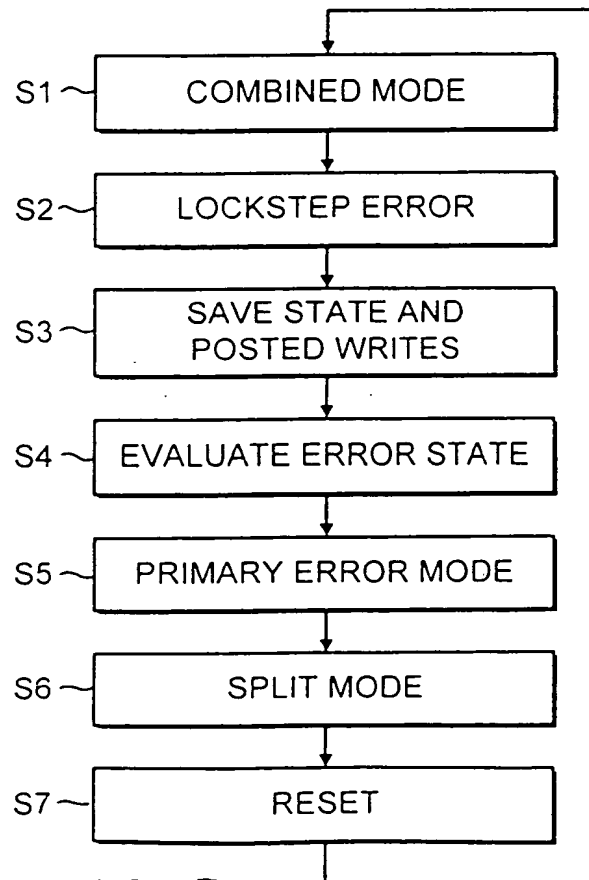 S1 COMBINED MODE
S2 LOCKSTEP ERROR
S3 SAVE STATE AND
POSTED WRITES
S4 EVALUATE ERROR STATE
S5 PRIMARY ERROR MODE
S6 SPLIT MODE
S7 RESET